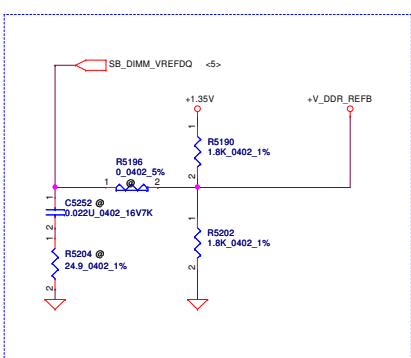 SB_DIMM_VREFDQ <5>
+1.35V
+V_DDR_REFB
1
R5190
1.8K_0402_1%
2
R5196
0_0402_5%
1 @ 2
1
C5252 @
0.022U_0402_16V7K
2
1
R5202
1.8K_0402_1%
2
1
R5204 @
24.9_0402_1%
2